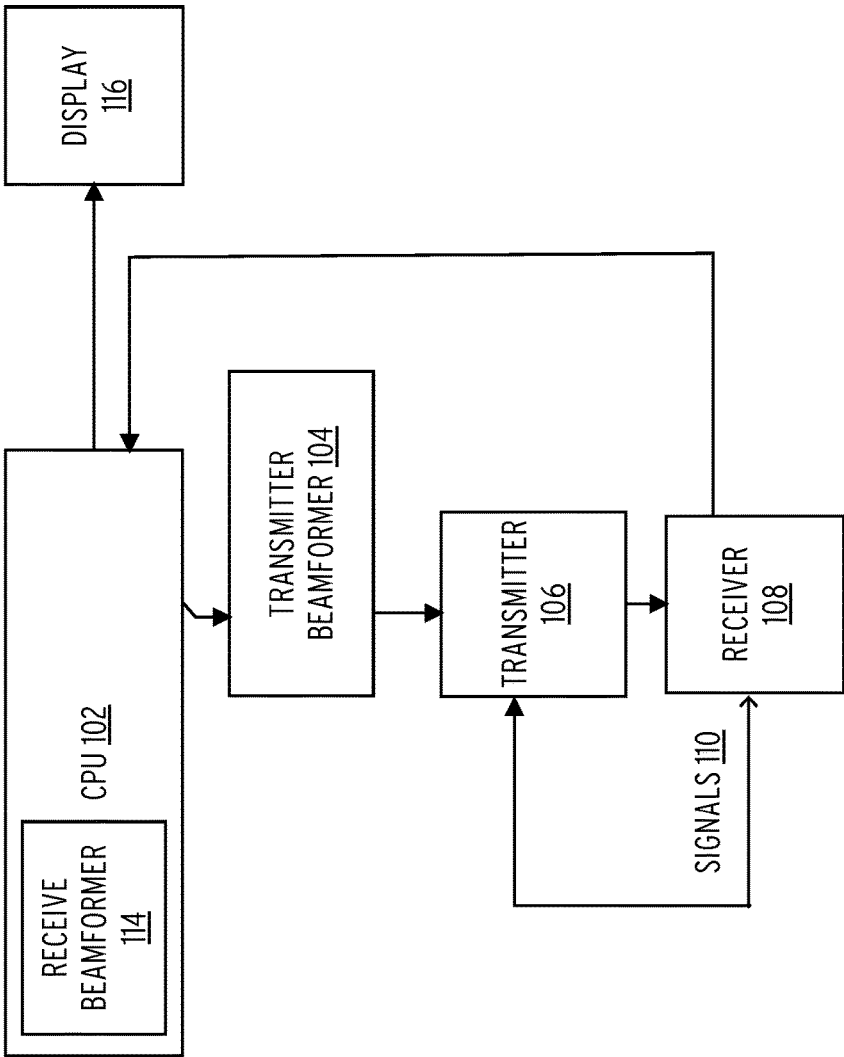 RECEIVE
BEAMFORMER
114
CPU 102
DISPLAY
116
TRANSMITTER
BEAMFORMER 104
TRANSMITTER
106
SIGNALS 110
RECEIVER
108